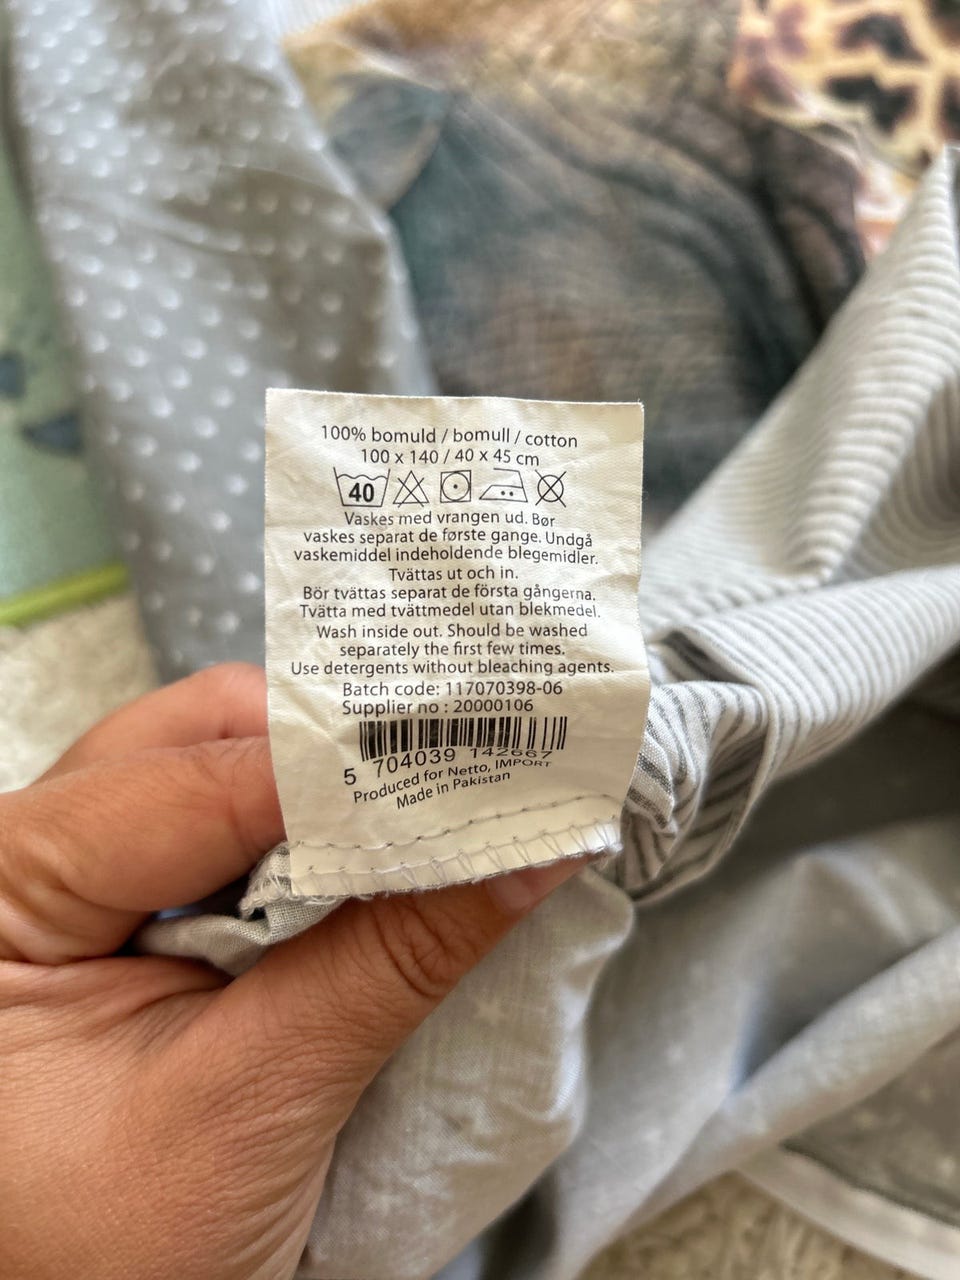 100% bomuld / bomull / cotton
100 x 140 / 40 x 45 cm
40
Vaskes med vrangen ud. Bør
vaskes separat de første gange. Undgå
vaskemiddel indeholdende blegemidler.
Tvättas ut och in.
Bör tvättas separat de första gångerna.
Tvätta med tvättmedel utan blekmedel.
Wash inside out. Should be washed
separately the first few times.
Use detergents without bleaching agents.
Batch code: 117070398-06
Supplier no : 20000106
5 704039 142667
Produced for Netto, IMPORT
Made in Pakistan